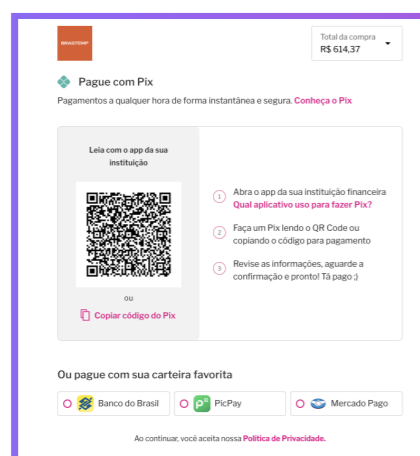 BRASTEMP
Total da compra
R$ 614,37
Pague com Pix
Pagamentos a qualquer hora de forma instantânea e segura. Conheça o Pix
Leia com o app da sua
instituição
ou
Copiar código do Pix
1 Abra o app da sua instituição financeira
Qual aplicativo uso para fazer Pix?
2 Faça um Pix lendo o QR Code ou
copiando o código para pagamento
3 Revise as informações, aguarde a
confirmação e pronto! Tá pago ;)
Ou pague com sua carteira favorita
Banco do Brasil
PicPay
Mercado Pago
Ao continuar, você aceita nossa Política de Privacidade.